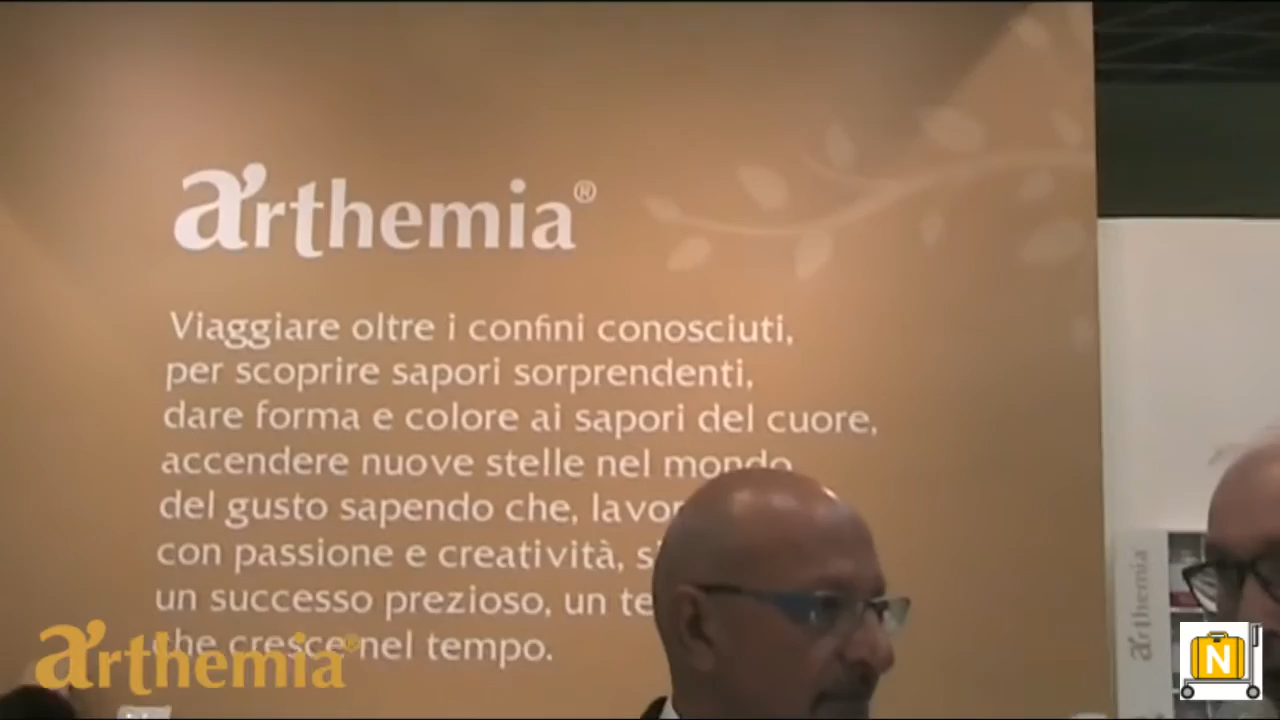 arthemia®
Viaggiare oltre i confini conosciuti,
per scoprire sapori sorprendenti,
dare forma e colore ai sapori del cuore,
accendere nuove stelle nel mondo
del gusto sapendo che, lavor
con passione e creatività, s
un successo prezioso, un te
che cresce nel tempo.
arthemia®
arthemia
N